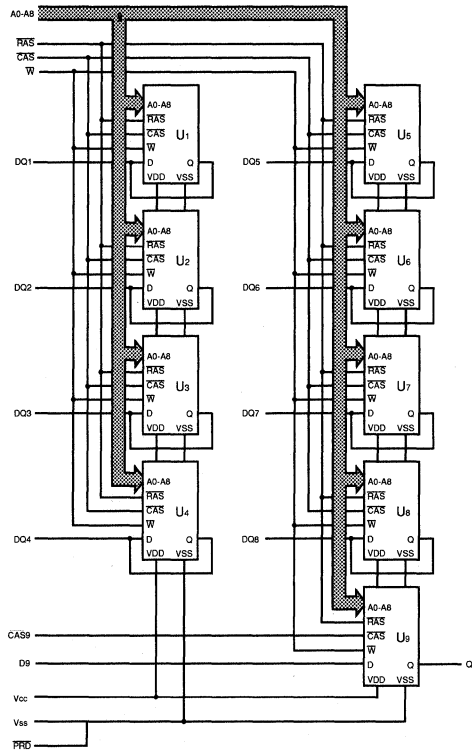 A0-A8
RAS
CAS
W
A0-A8
RAS
U1
CAS
W
DQ1
D Q
VDD VSS
A0-A8
RAS
U2
CAS
W
DQ2
D Q
VDD VSS
A0-A8
RAS
U3
CAS
W
DQ3
D Q
VDD VSS
A0-A8
RAS
U4
CAS
W
DQ4
D Q
VDD VSS
A0-A8
RAS
U5
CAS
W
DQ5
D Q
VDD VSS
A0-A8
RAS
U6
CAS
W
DQ6
D Q
VDD VSS
A0-A8
RAS
U7
CAS
W
DQ7
D Q
VDD VSS
A0-A8
RAS
U8
CAS
W
DQ8
D Q
VDD VSS
A0-A8
RAS
U9
CAS
W
D Q
VDD VSS
CAS9
D9
Q
Vcc
Vss
PRD